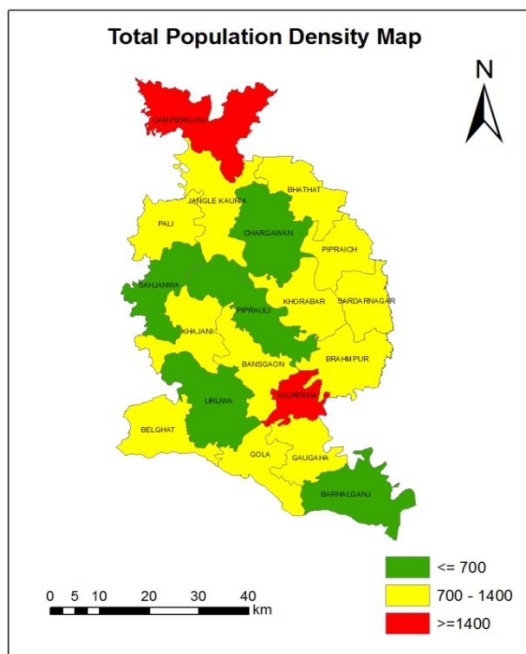 Total Population Density Map
N
CAMPIERGANJ
JANGLE KAURIA
BHATHAT
PALI
CHARGAWAN
PIPRAICH
SAHJANWA
PIPRAULI
KHORABAR
SARDARNAGAR
KHAJANI
BANSGAON
BRAHMPUR
URUWA
KAURIRAM
BELGHAT
GOLA
GAUGAHA
BARHALGANJ
<= 700
700 - 1400
>=1400
0 5 10 20 30 40
km